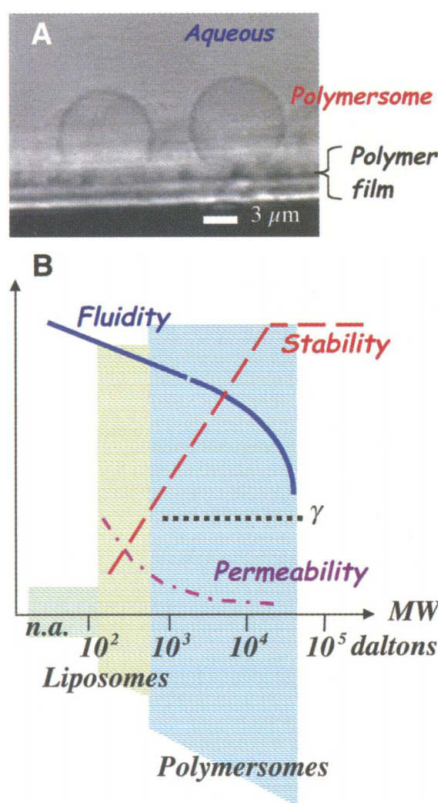 A
Aqueous
Polymersome
Polymer
film
3 μm
B
Fluidity
Stability
γ
Permeability
MW
n.a. 10² 10³ 10⁴ 10⁵ daltons
Liposomes
Polymersomes